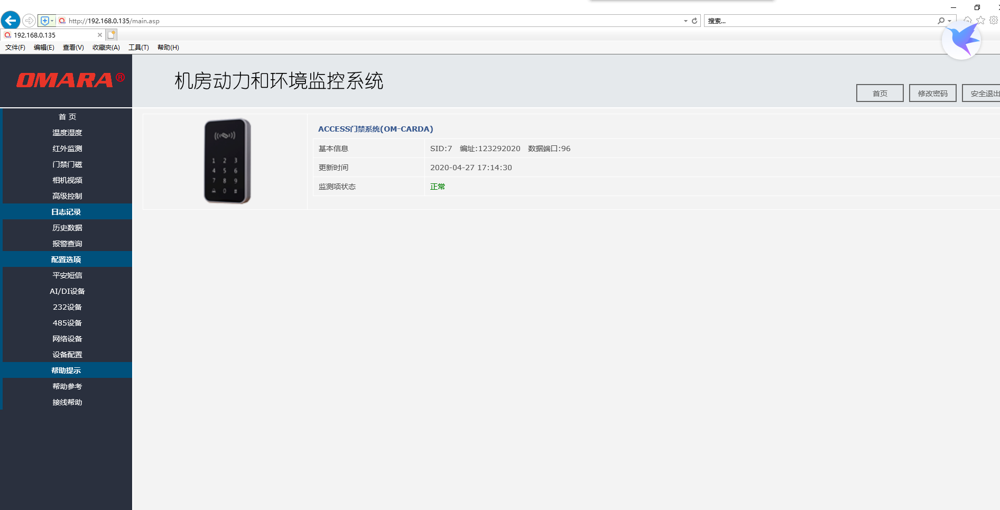 http://192.168.0.135/main.asp
搜索...
192.168.0.135
文件(F) 编辑(E) 查看(V) 收藏夹(A) 工具(T) 帮助(H)
OMARA®
机房动力和环境监控系统
首页 修改密码 安全退出
首 页
温度湿度
红外监测
门禁门磁
相机视频
高级控制
日志记录
历史数据
报警查询
配置选项
平安短信
AI/DI设备
232设备
485设备
网络设备
设备配置
帮助提示
帮助参考
接线帮助
1 2 3
4 5 6
7 8 9
0 #
ACCESS门禁系统(OM-CARDA)
基本信息 SID:7 编址:123292020 数据端口:96
更新时间 2020-04-27 17:14:30
监测项状态 正常